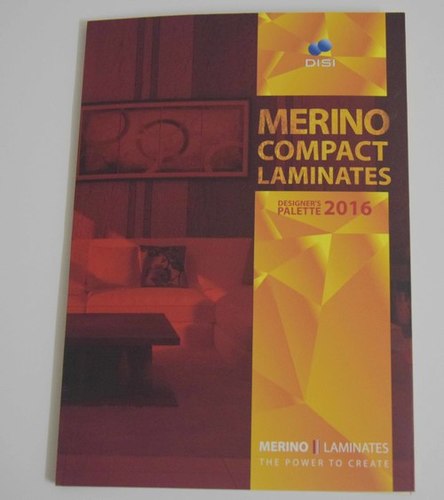 DISI
MERINO
COMPACT
LAMINATES
DESIGNER'S
PALETTE 2016
MERINO || LAMINATES
THE POWER TO CREATE